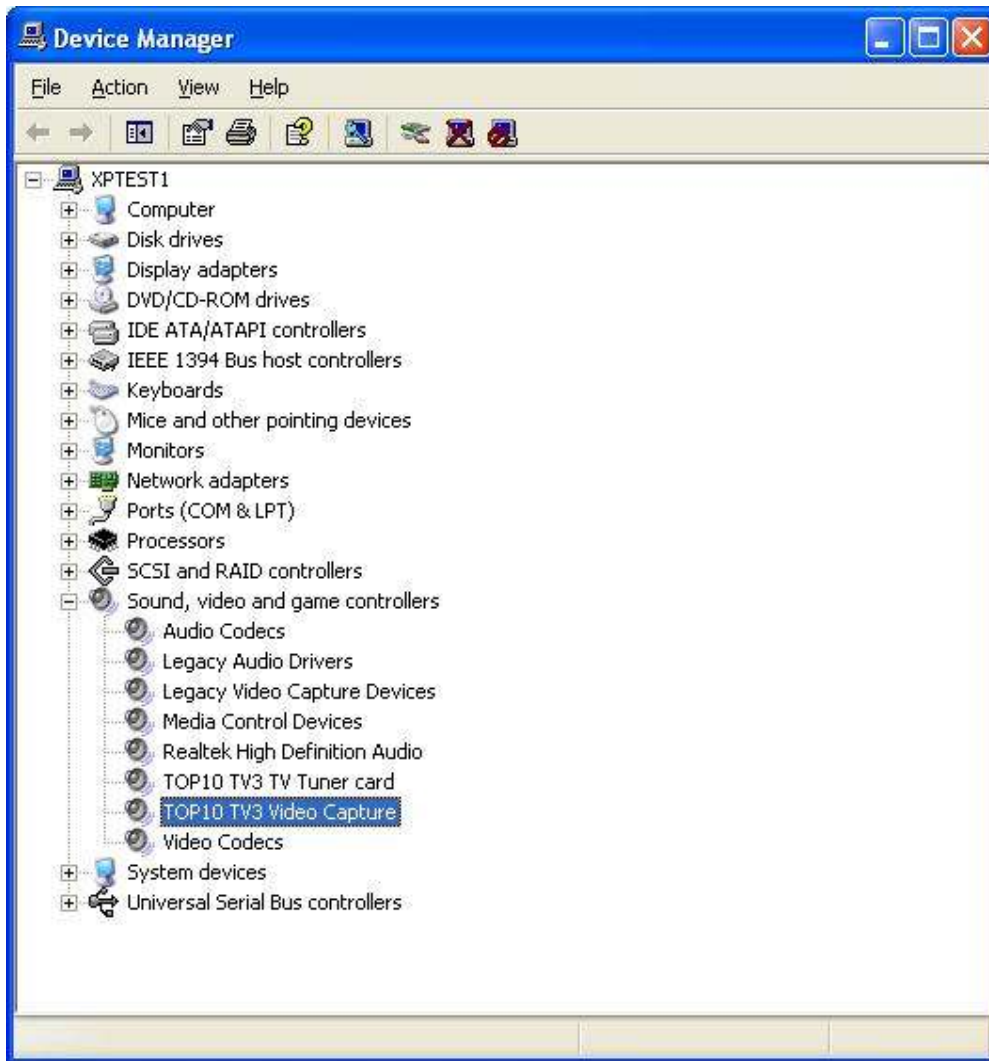 Device Manager
File Action View Help
XPTEST1
Computer
Disk drives
Display adapters
DVD/CD-ROM drives
IDE ATA/ATAPI controllers
IEEE 1394 Bus host controllers
Keyboards
Mice and other pointing devices
Monitors
Network adapters
Ports (COM & LPT)
Processors
SCSI and RAID controllers
Sound, video and game controllers
Audio Codecs
Legacy Audio Drivers
Legacy Video Capture Devices
Media Control Devices
Realtek High Definition Audio
TOP10 TV3 TV Tuner card
TOP10 TV3 Video Capture
Video Codecs
System devices
Universal Serial Bus controllers